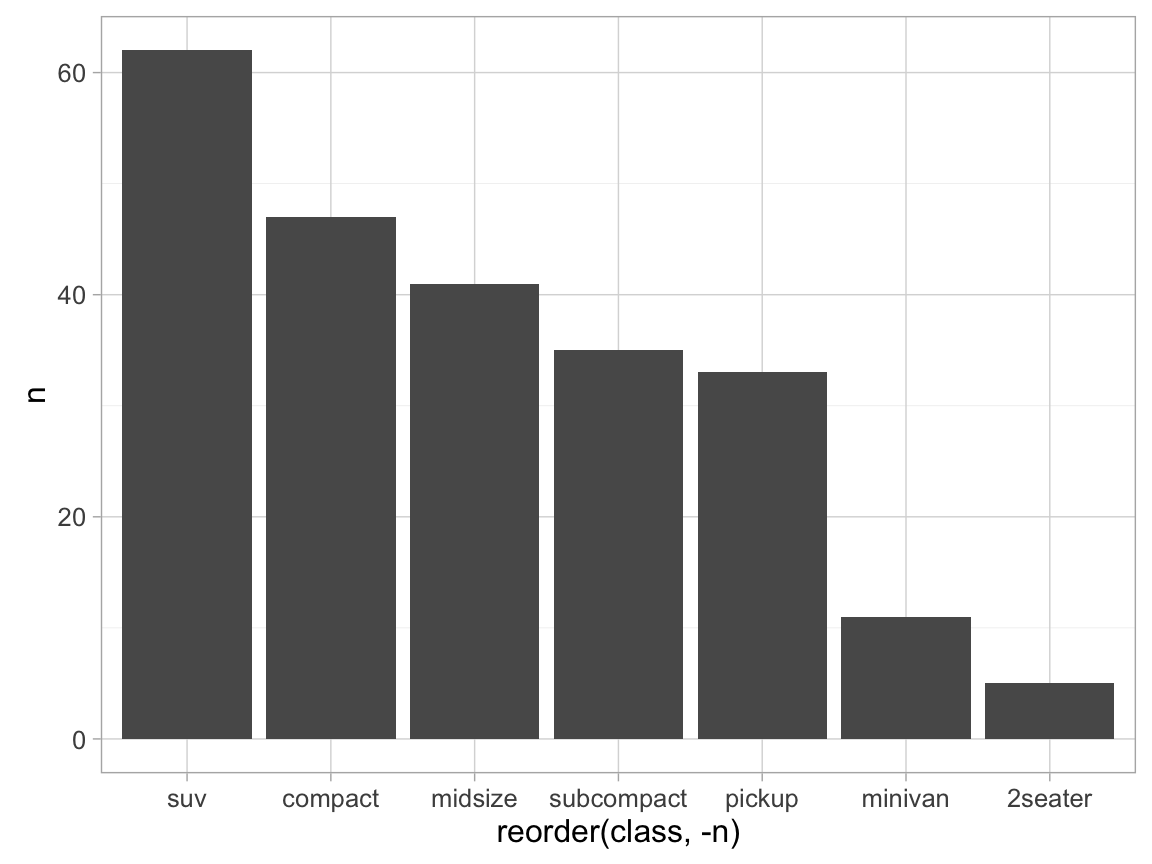 60
40
20
0
n
suv compact midsize subcompact pickup minivan 2seater
reorder(class, -n)